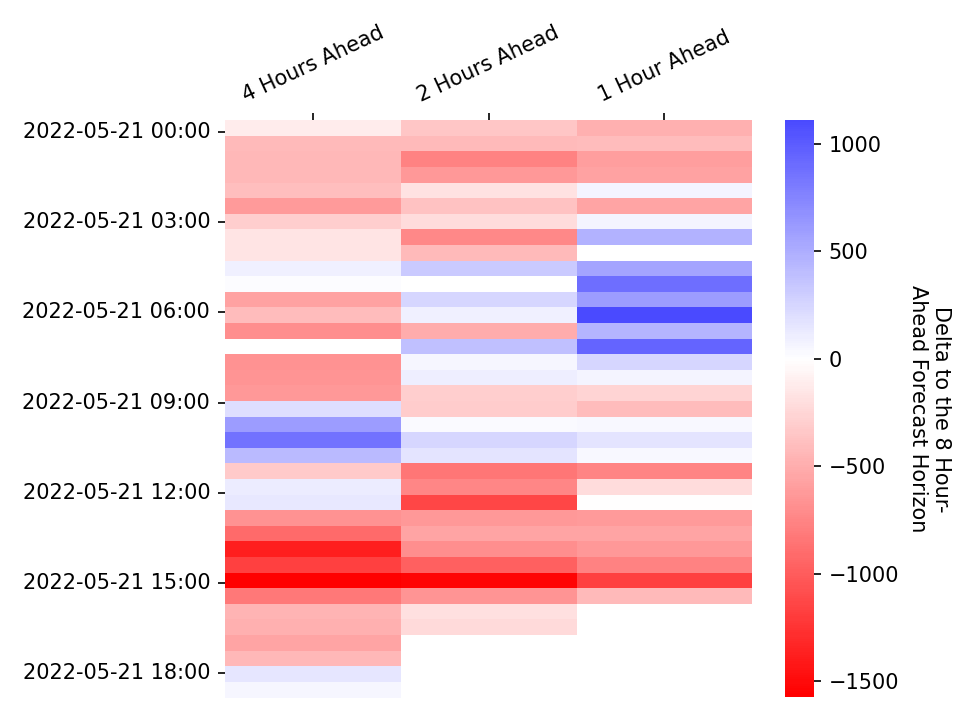 4 Hours Ahead
2 Hours Ahead
1 Hour Ahead
2022-05-21 00:00
2022-05-21 03:00
2022-05-21 06:00
2022-05-21 09:00
2022-05-21 12:00
2022-05-21 15:00
2022-05-21 18:00
1000
500
0
−500
−1000
−1500
Delta to the 8 Hour-
Ahead Forecast Horizon